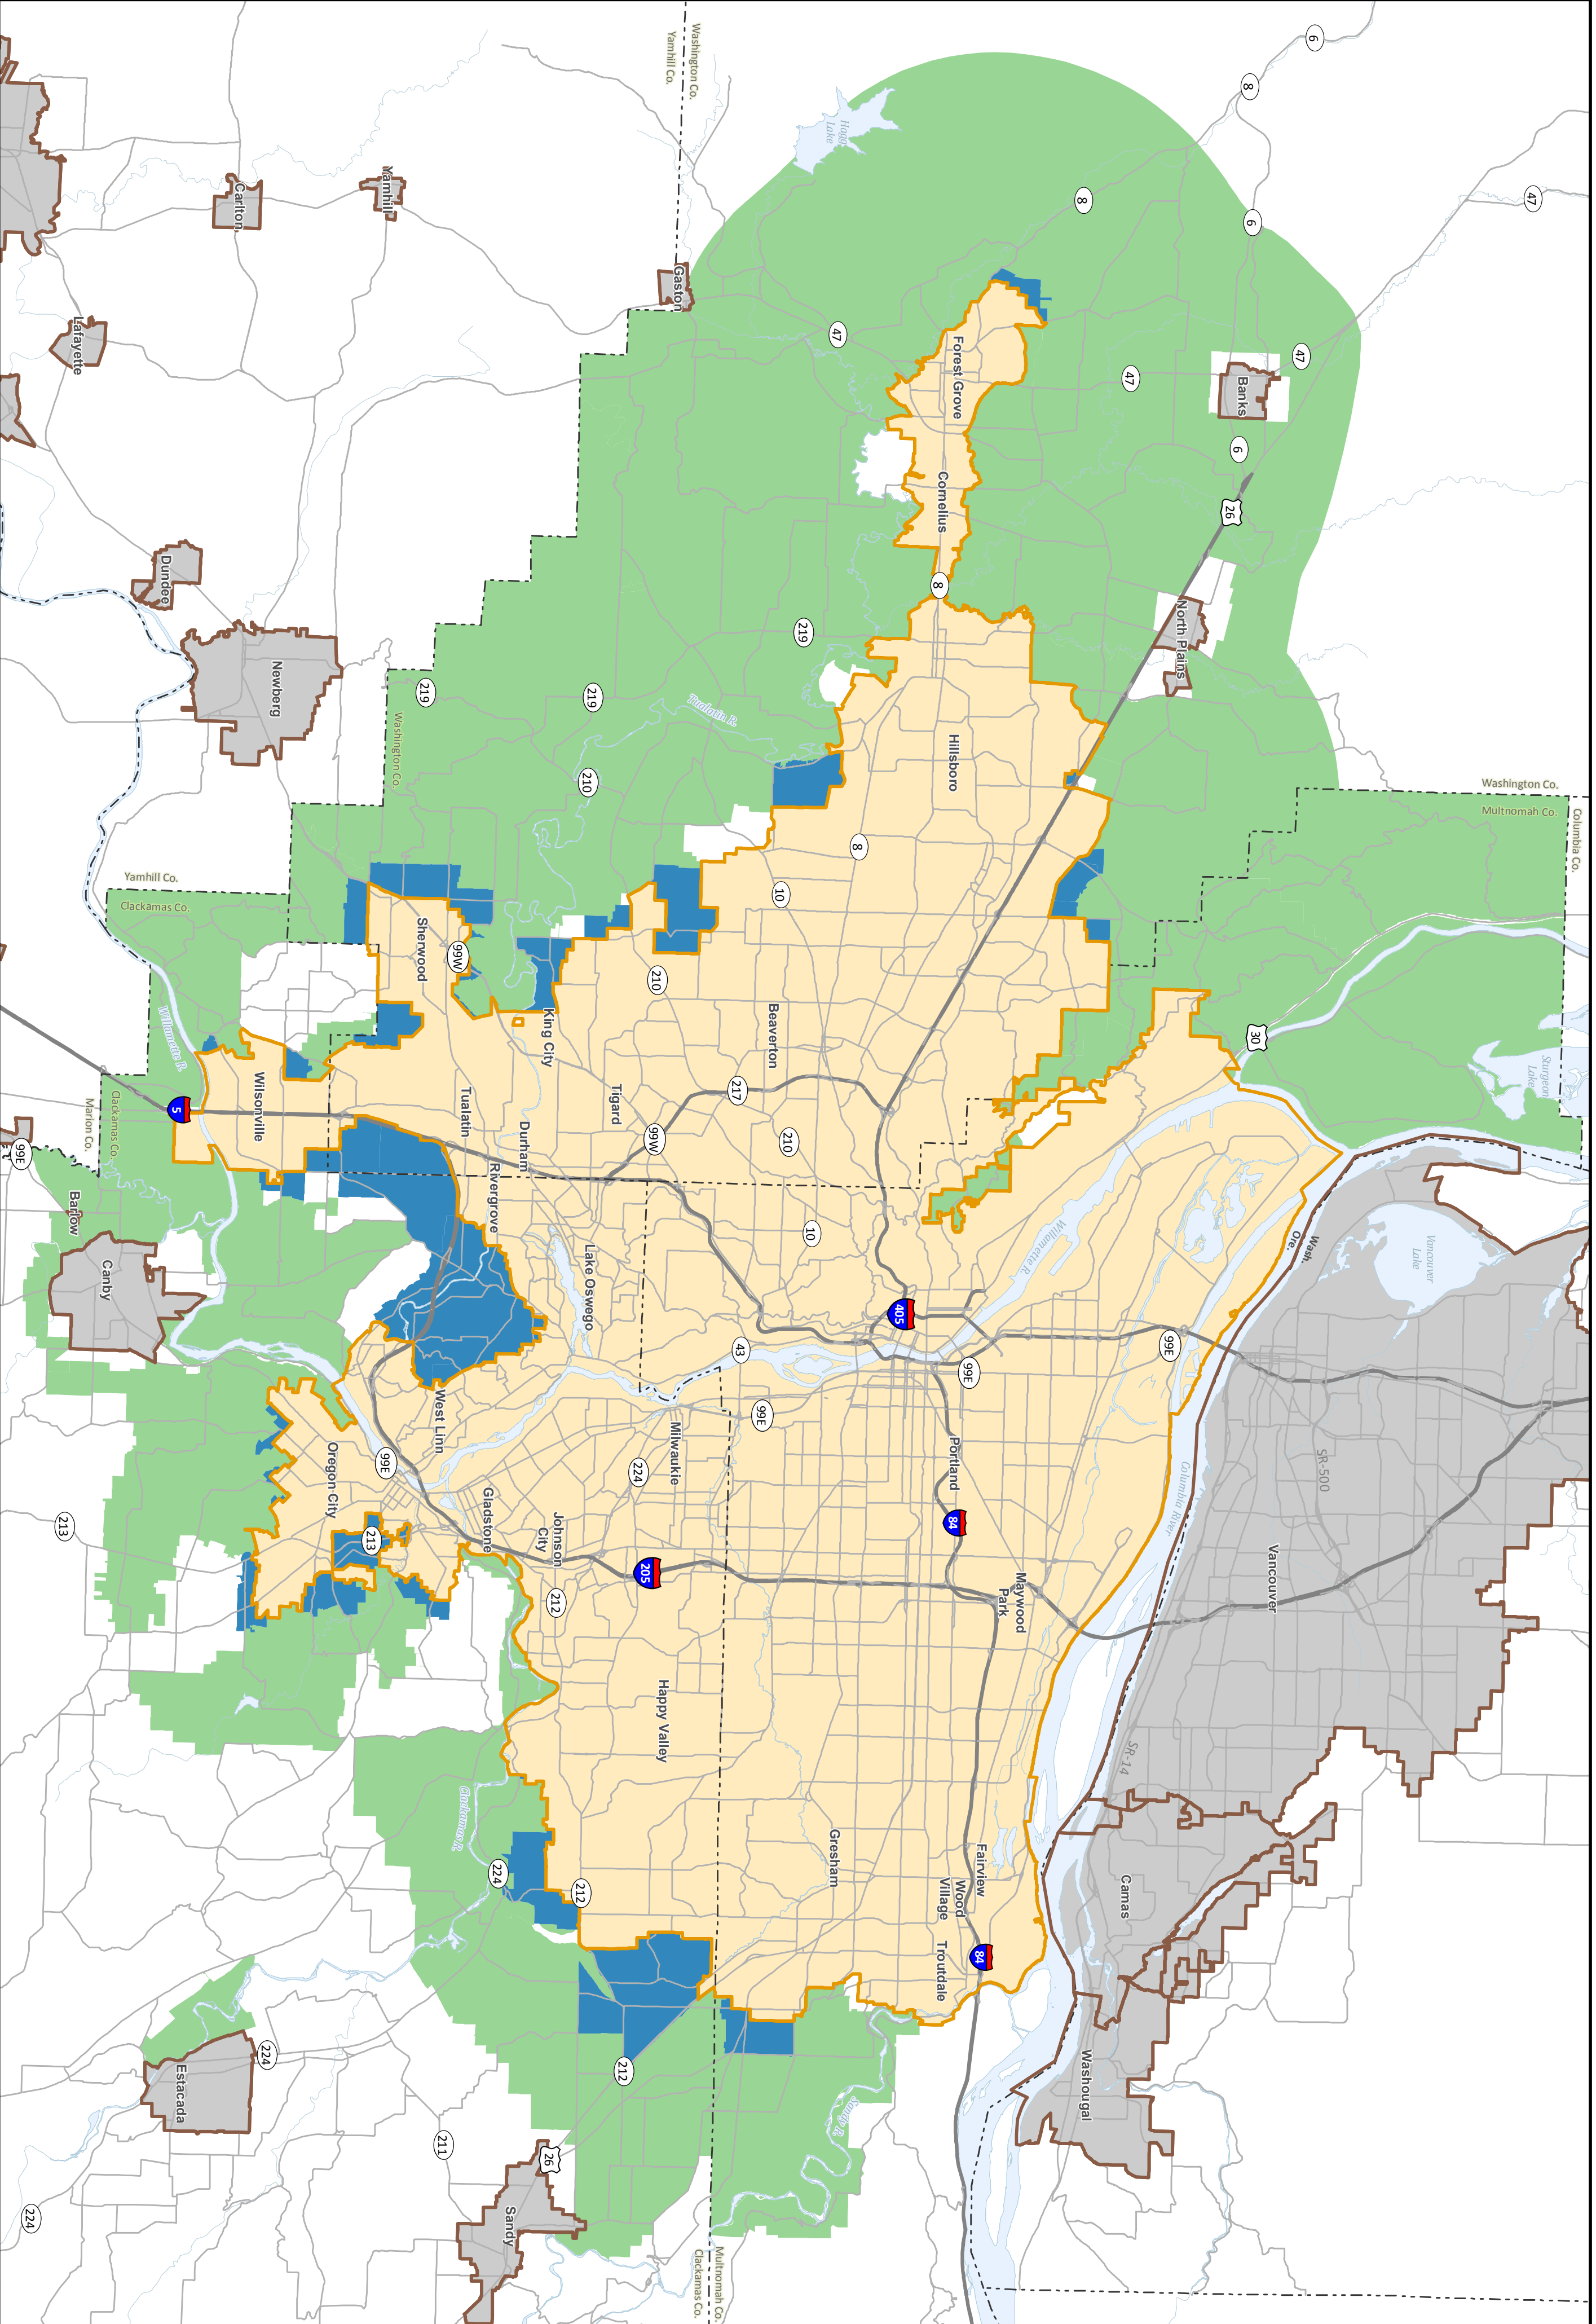 6
8
47
6
8
47
47
47
Banks
6
26
North Plains
Washington Co.
Yamhill Co.
Hagg
Lake
Gaston
Yamhill
Carlton
Lafayette
Dundee
Newberg
Forest Grove
Cornelius
8
219
219
219
Tualatin R.
210
Washington Co.
Hillsboro
8
10
Washington Co.
Multnomah Co.
Columbia Co.
Yamhill Co.
Clackamas Co.
Sherwood
99W
210
Beaverton
King City
Tigard
217
99W
210
10
Tualatin
Durham
Rivergrove
Lake Oswego
Wilsonville
Willamette R.
5
Clackamas Co.
Marion Co.
99E
Barlow
Canby
30
Sturgeon
Lake
Willamette R.
Wash.
Ore.
Vancouver
Lake
405
99E
99E
43
99E
Milwaukie
224
West Linn
99E
Oregon City
213
213
Gladstone
Johnson
City
212
205
Portland
84
Maywood
Park
Columbia River
SR-500
Vancouver
SR-14
Happy Valley
Clackamas R.
224
212
Gresham
Fairview
Wood
Village
Troutdale
84
Camas
Washougal
212
Sandy R.
224
Estacada
211
26
Sandy
224
Multnomah Co.
Clackamas Co.